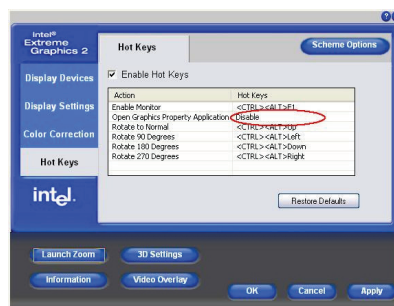 ?
intel®
Extreme
Graphics 2
Hot Keys
Scheme Options
Display Devices
Enable Hot Keys
Action Hot Keys
Enable Monitor <CTRL><ALT>F1
Display Settings
Open Graphics Property Application Disable
Rotate to Normal <CTRL><ALT>Up
Rotate 90 Degrees <CTRL><ALT>Left
Color Correction
Rotate 180 Degrees <CTRL><ALT>Down
Rotate 270 Degrees <CTRL><ALT>Right
Hot Keys
intel.
Restore Defaults
Launch Zoom
3D Settings
Information
Video Overlay
OK
Cancel
Apply